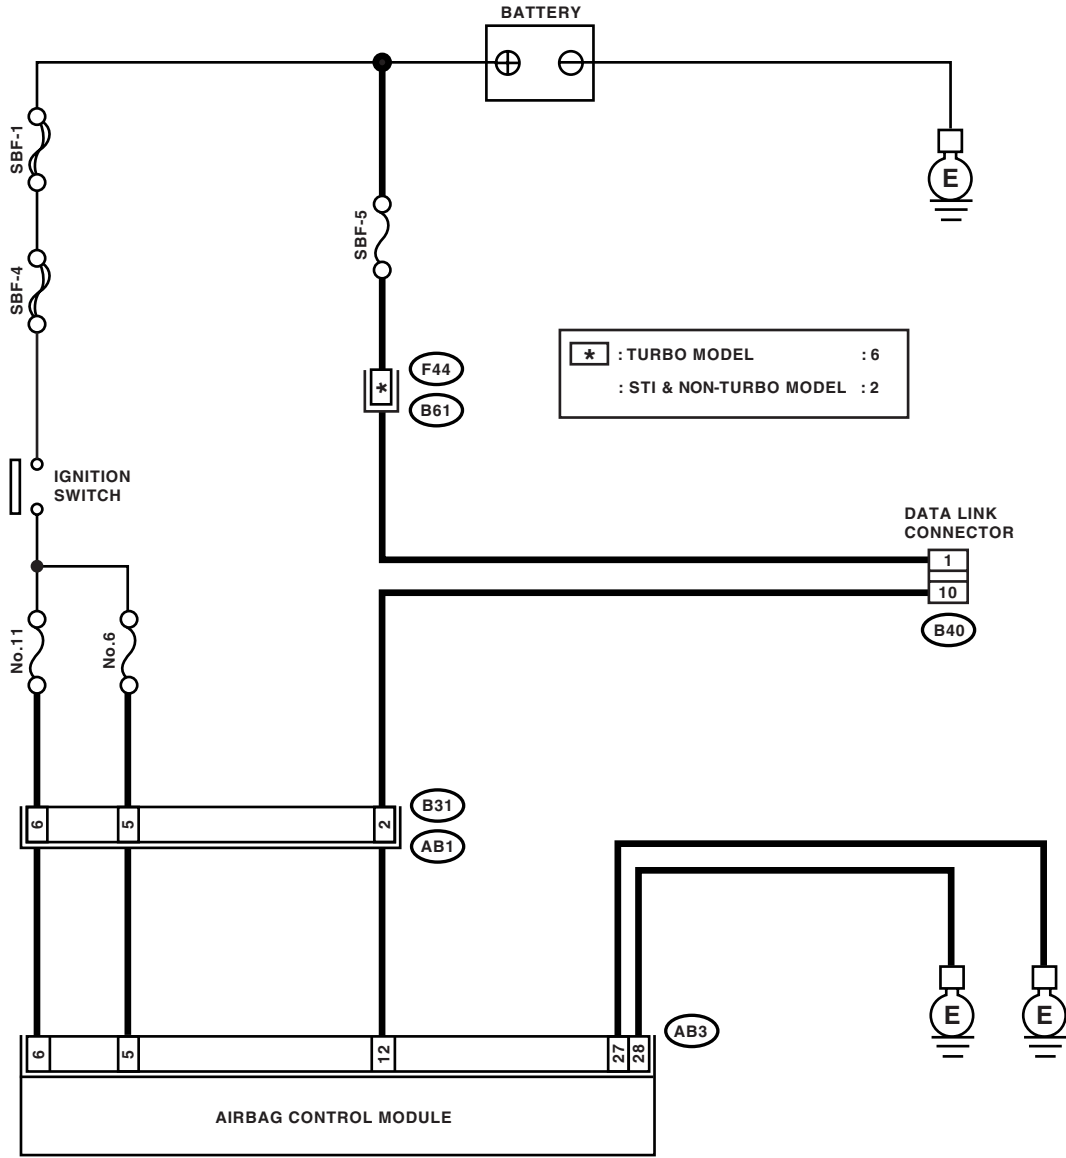 BATTERY
SBF-1
E
SBF-5
SBF-4
* : TURBO MODEL : 6
: STI & NON-TURBO MODEL : 2
F44
*
B61
IGNITION
SWITCH
DATA LINK
CONNECTOR
1
10
B40
No.11
No.6
B31
6 5 2
AB1
E E
AB3
6 5 12 27 28
AIRBAG CONTROL MODULE